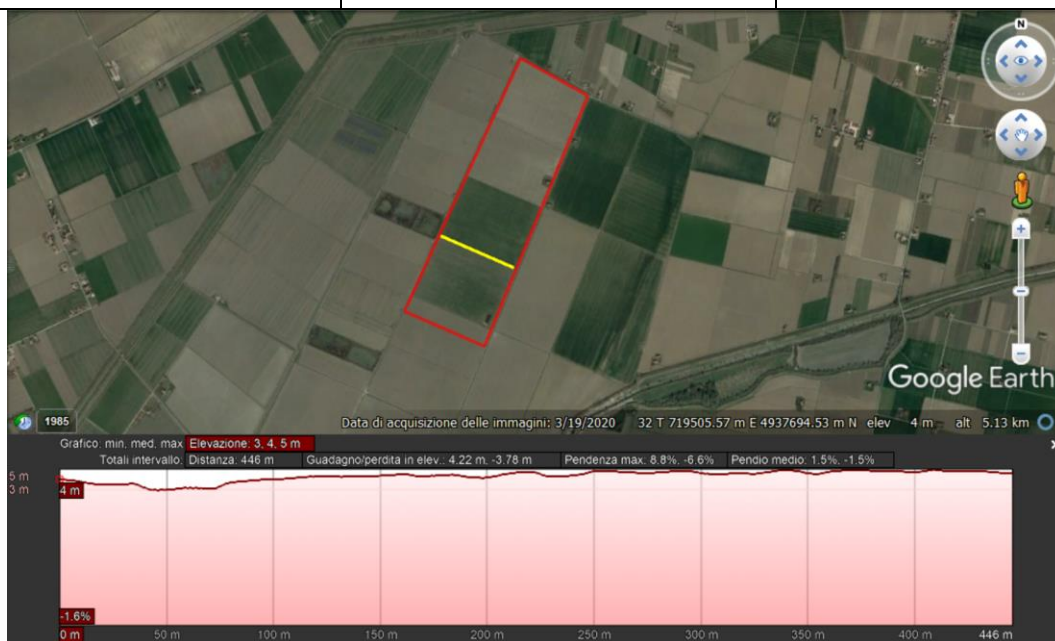 N
Google Earth
1985
Data di acquisizione delle immagini: 3/19/2020 32 T 719505.57 m E 4937694.53 m N elev 4 m alt 5.13 km
Grafico: min. med. max Elevazione: 3, 4, 5 m
Totali intervallo: Distanza: 446 m Guadagno/perdita in elev.: 4.22 m, -3.78 m Pendenza max: 8.8%, -6.6% Pendio medio: 1.5%, -1.5%
5 m
3 m
4 m
-1.6%
0 m 50 m 100 m 150 m 200 m 250 m 300 m 350 m 400 m 446 m